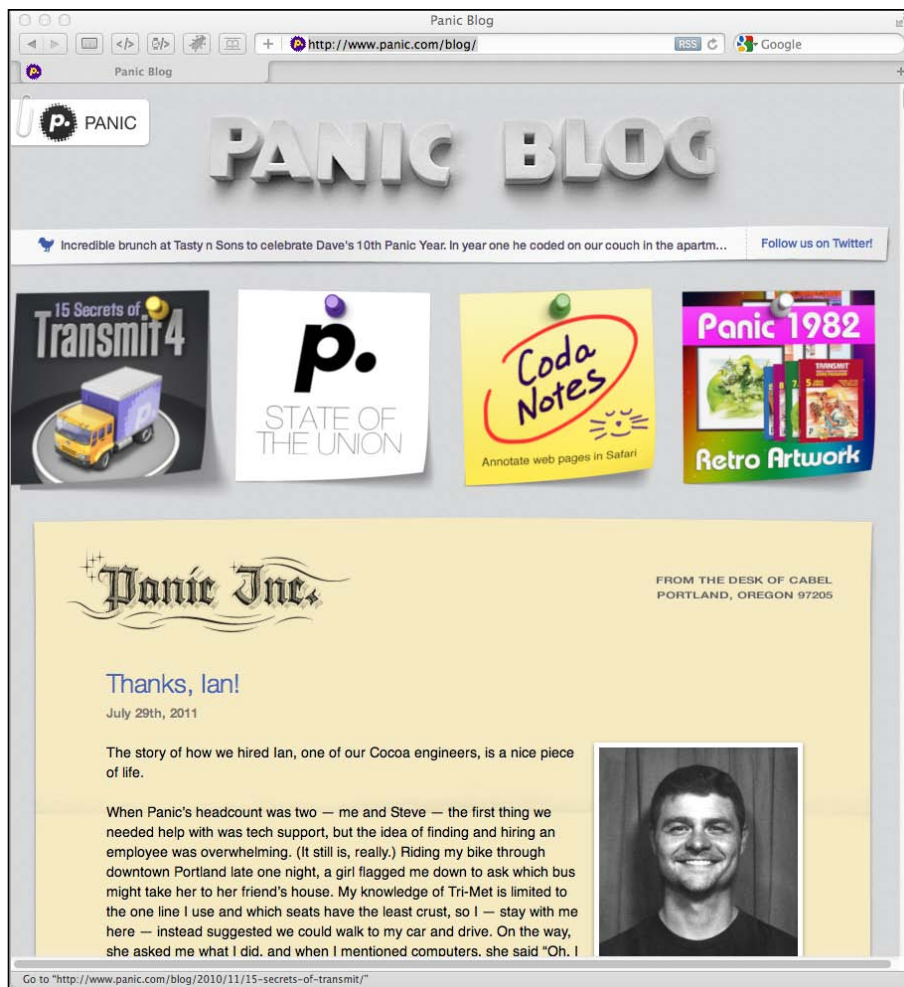 Panic Blog
http://www.panic.com/blog/
RSS
Google
Panic Blog
p. PANIC
PANIC BLOG
Incredible brunch at Tasty n Sons to celebrate Dave's 10th Panic Year. In year one he coded on our couch in the apartm...
Follow us on Twitter!
15 Secrets of
Transmit 4
p.
STATE OF
THE UNION
Coda
Notes
Annotate web pages in Safari
Panic 1982
TRANSMIT
Retro Artwork
Panic Inc.
FROM THE DESK OF CABEL
PORTLAND, OREGON 97205
Thanks, Ian!
July 29th, 2011
The story of how we hired Ian, one of our Cocoa engineers, is a nice piece
of life.
When Panic's headcount was two — me and Steve — the first thing we
needed help with was tech support, but the idea of finding and hiring an
employee was overwhelming. (It still is, really.) Riding my bike through
downtown Portland late one night, a girl flagged me down to ask which bus
might take her to her friend's house. My knowledge of Tri-Met is limited to
the one line I use and which seats have the least crust, so I — stay with me
here — instead suggested we could walk to my car and drive. On the way,
she asked me what I did, and when I mentioned computers, she said "Oh, I
Go to "http://www.panic.com/blog/2010/11/15-secrets-of-transmit/"